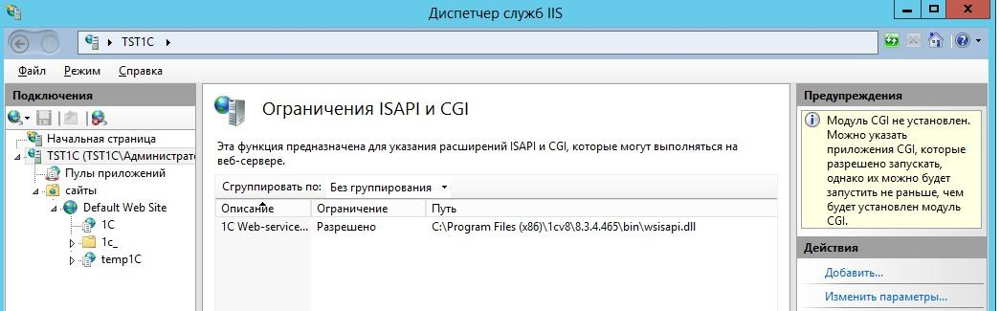 Диспетчер служб IIS
TST1C
Файл Режим Справка
Подключения
Начальная страница
TST1C (TST1C\Администрато
Пулы приложений
сайты
Default Web Site
1C
1c_
temp1C
Ограничения ISAPI и CGI
Эта функция предназначена для указания расширений ISAPI и CGI, которые могут выполняться на
веб-сервере.
Сгруппировать по: Без группирования
Описание Ограничение Путь
1C Web-service... Разрешено C:\Program Files (x86)\1cv8\8.3.4.465\bin\wsisapi.dll
Предупреждения
Модуль CGI не установлен.
Можно указать
приложения CGI, которые
разрешено запускать,
однако их можно будет
запустить не раньше, чем
будет установлен модуль
CGI.
Действия
Добавить...
Изменить параметры...